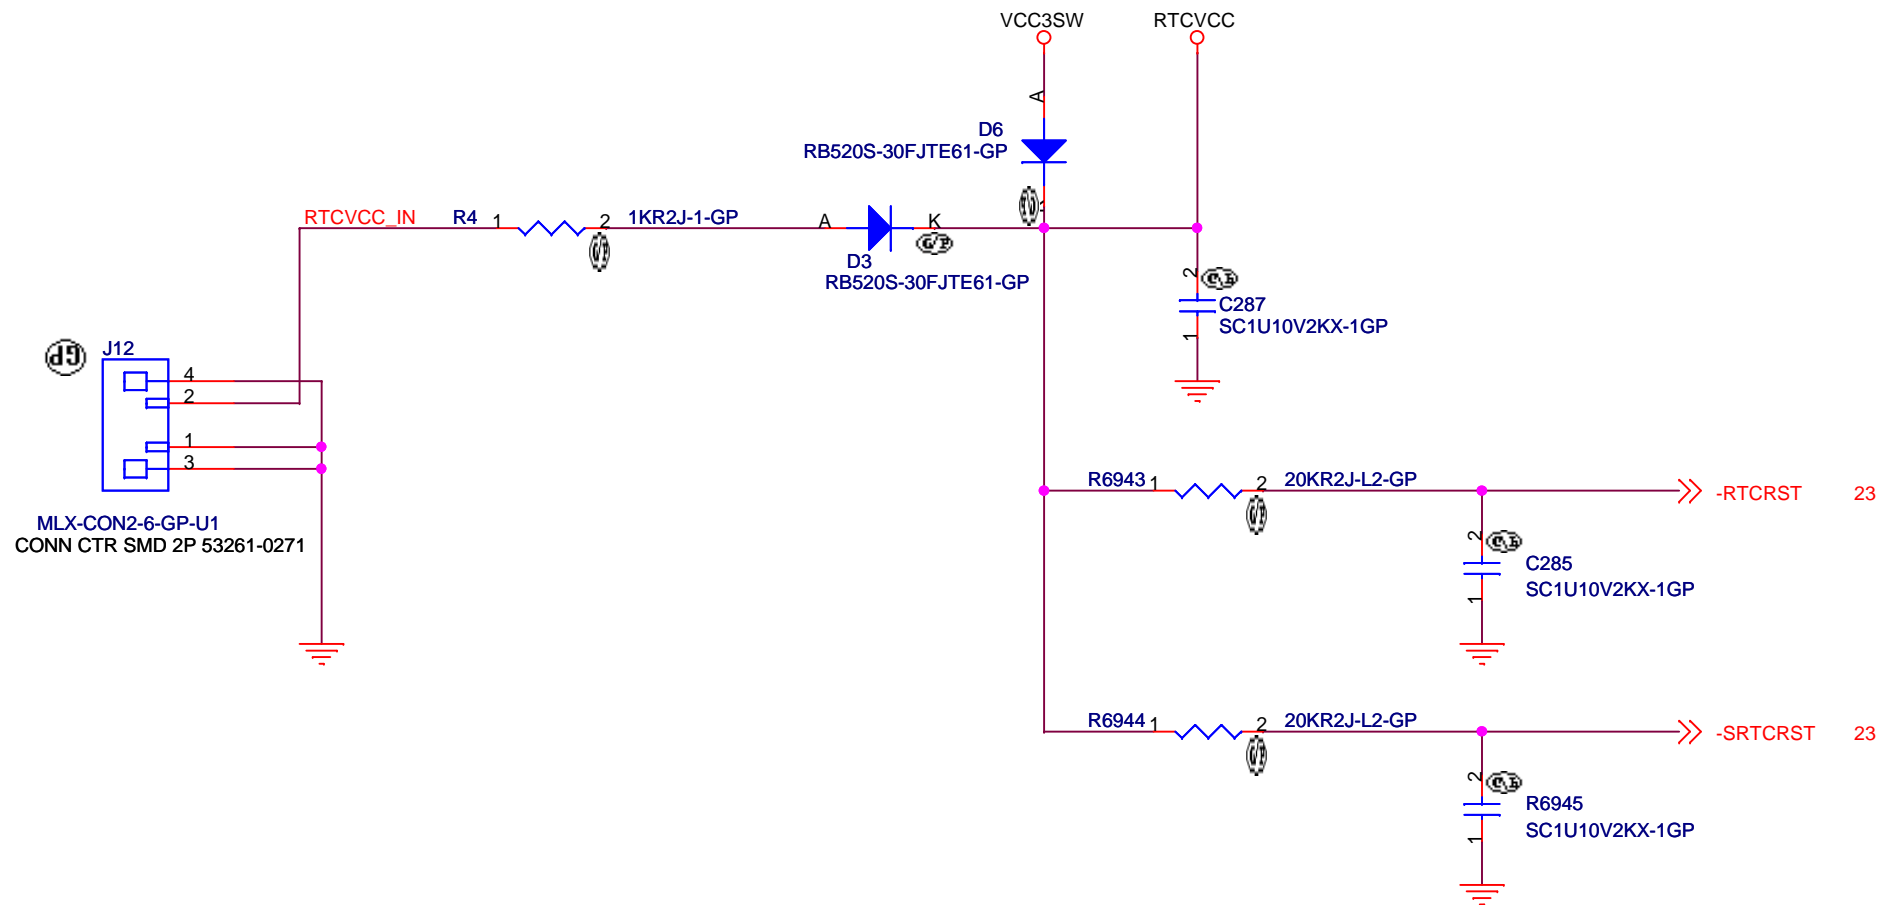 VCC3SW
RTCVCC
A
D6
RB520S-30FJTE61-GP
RTCVCC_IN
R4
1
2
1KR2J-1-GP
A
K
GP
D3
RB520S-30FJTE61-GP
2
C287
SC1U10V2KX-1GP
1
GP
J12
4
2
1
3
MLX-CON2-6-GP-U1
CONN CTR SMD 2P 53261-0271
R6943
1
2
20KR2J-L2-GP
-RTCRST
23
2
C285
SC1U10V2KX-1GP
1
R6944
1
2
20KR2J-L2-GP
-SRTCRST
23
2
R6945
SC1U10V2KX-1GP
1